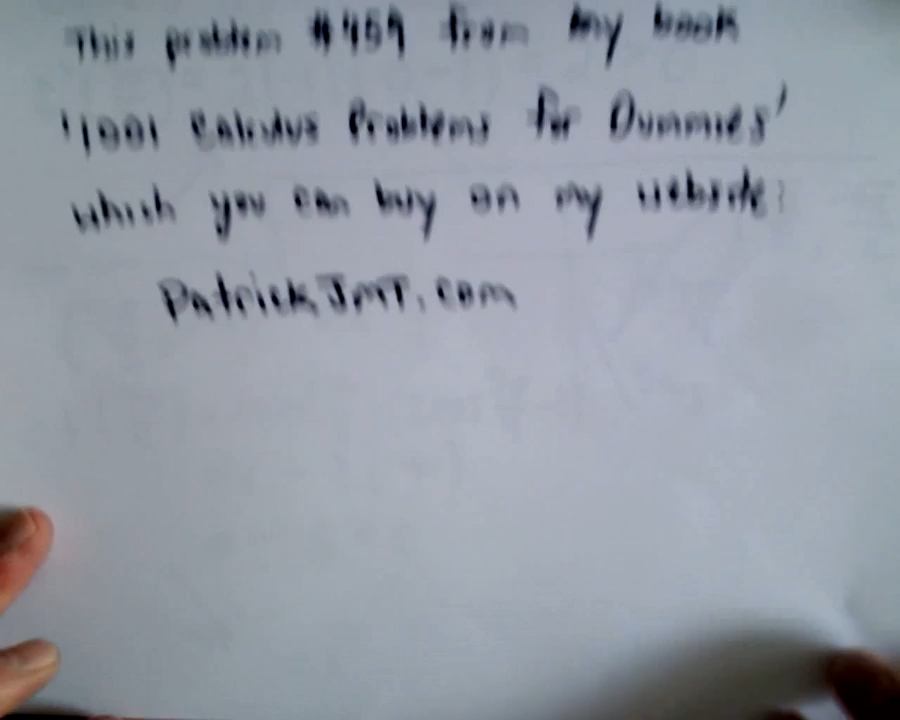 This problem #459 from my book
'1001 Calculus Problems for Dummies'
which you can buy on my website:
PatrickJMT.com